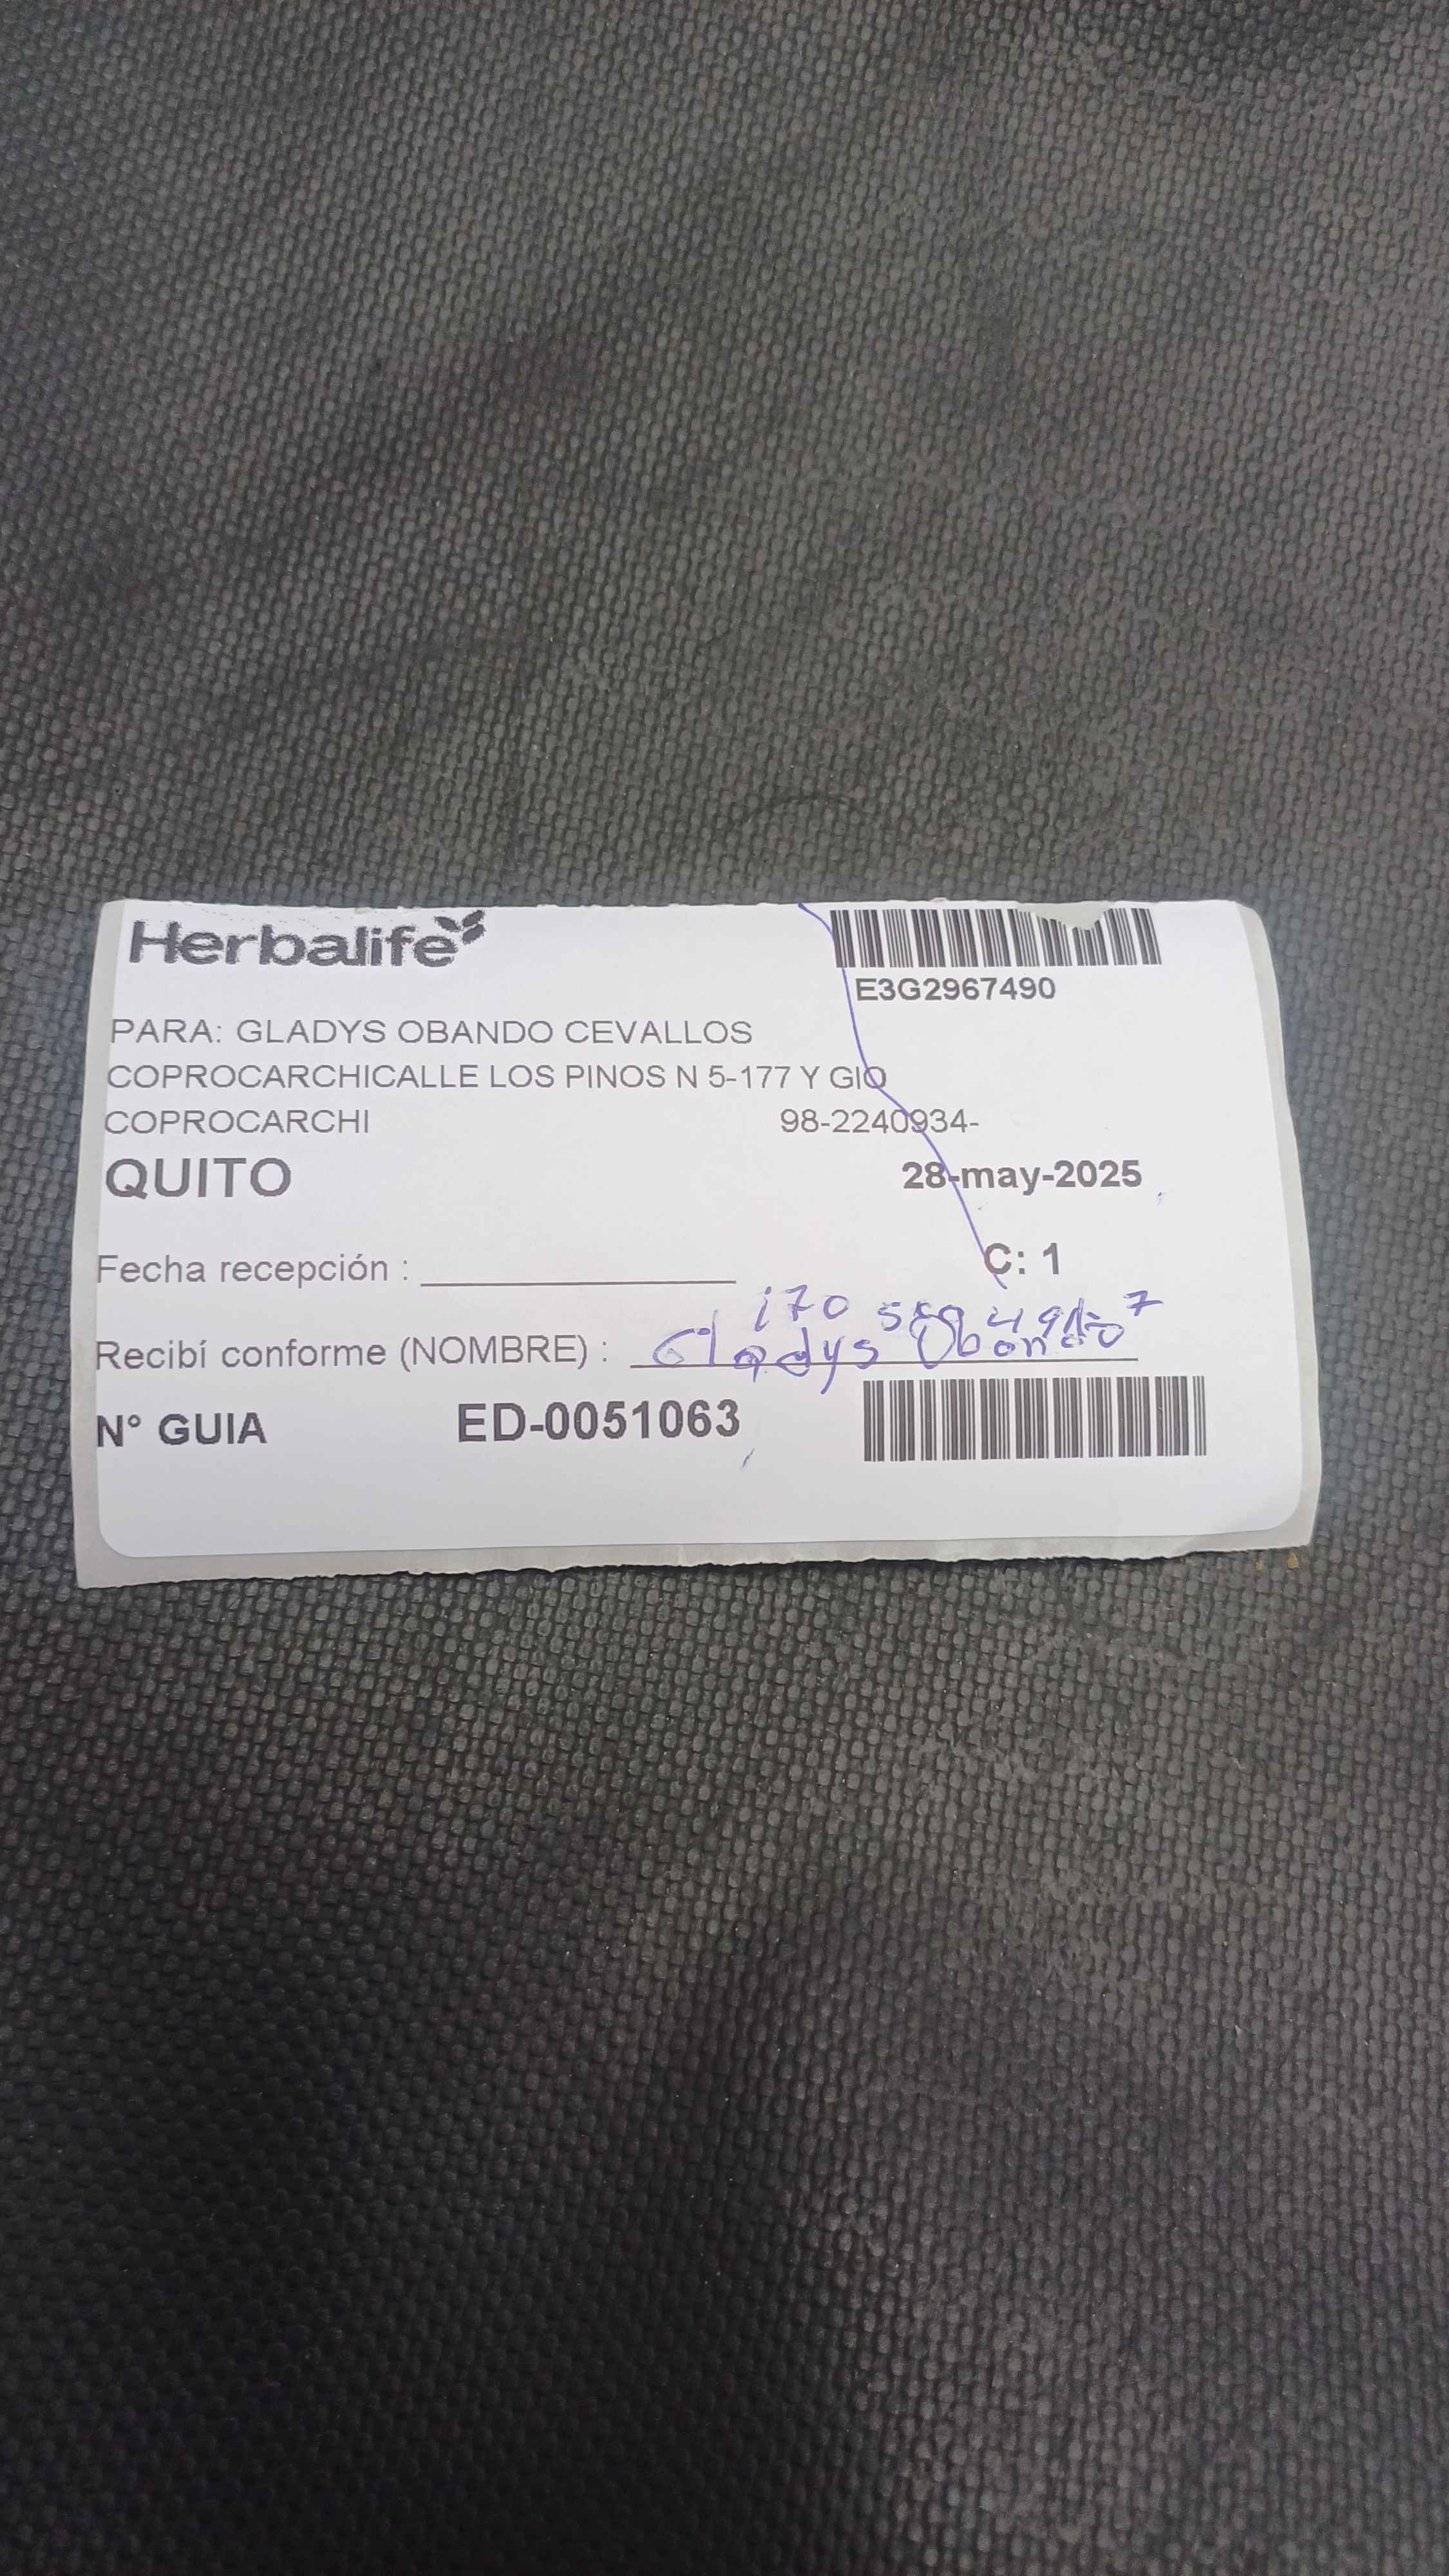 Herbalife
E3G2967490
PARA: GLADYS OBANDO CEVALLOS
COPROCARCHICALLE LOS PINOS N 5-177 Y GIO
COPROCARCHI 98-2240934-
QUITO 28-may-2025
Fecha recepción : C: 1
170
Recibí conforme (NOMBRE) : Gladys Obando
N° GUIA ED-0051063